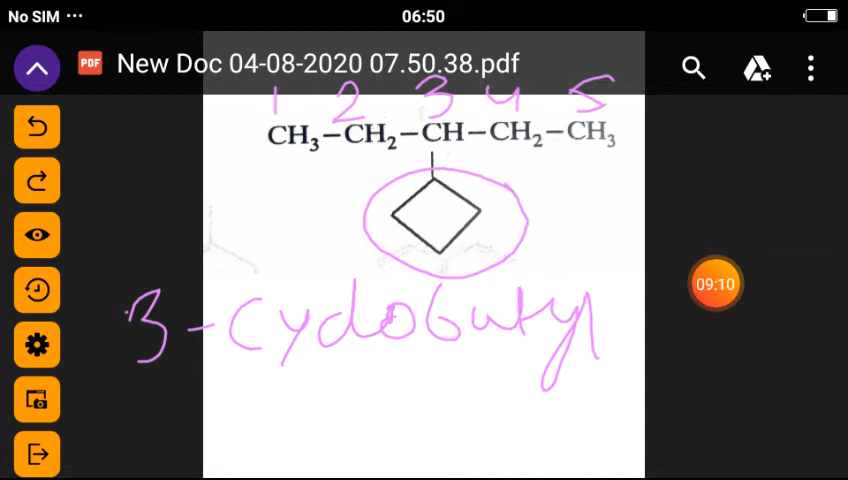 No SIM ··· 06:50
PDF New Doc 04-08-2020 07.50.38.pdf
1 2 3 4 5
CH₃–CH₂–CH–CH₂–CH₃
3-Cyclobutyl
09:10